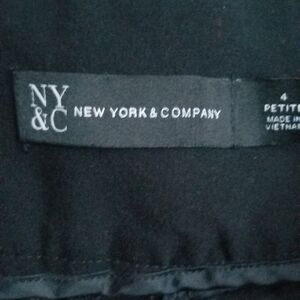 NY
&C
NEW YORK & COMPANY
4
PETITE
MADE IN
VIETNAM